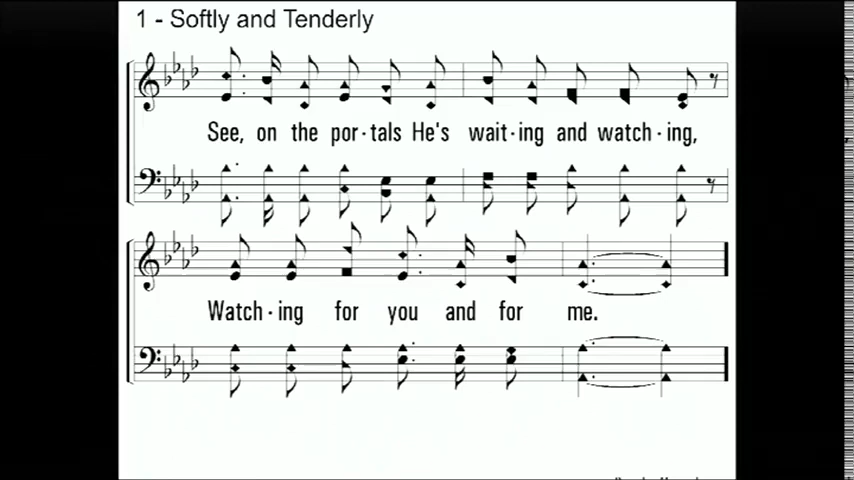 1 - Softly and Tenderly
See, on the por·tals He's wait·ing and watch·ing,
Watch·ing for you and for me.